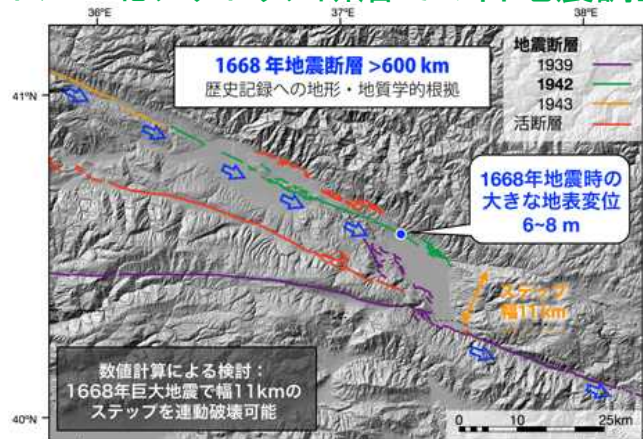 36°E
37°E
38°E
41°N
40°N
1668 年地震断層 >600 km
歴史記録への地形・地質学的根拠
地震断層
1939
1942
1943
活断層
1668年地震時の
大きな地表変位
6~8 m
ステップ
幅11km
数値計算による検討：
1668年巨大地震で幅11kmの
ステップを連動破壊可能
0 10 25km